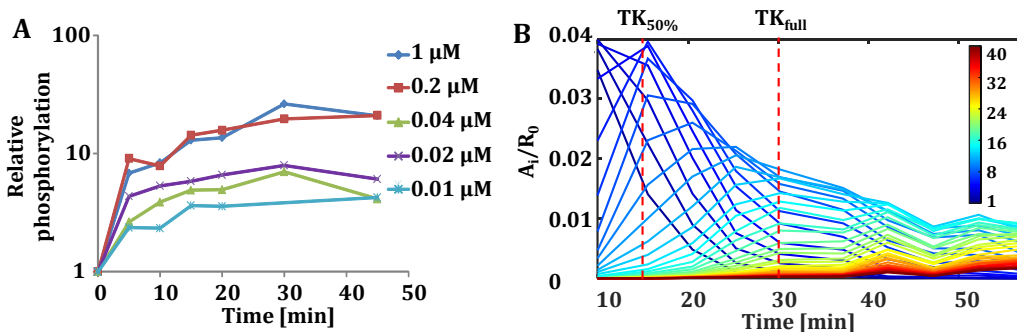 A
Relative
phosphorylation
100
10
1
0
10
20
30
40
50
Time [min]
1 μM
0.2 μM
0.04 μM
0.02 μM
0.01 μM
B
TK50%
TKfull
Ai/R0
0.04
0.03
0.02
0.01
0
10
20
30
40
50
Time [min]
40
32
24
16
8
1